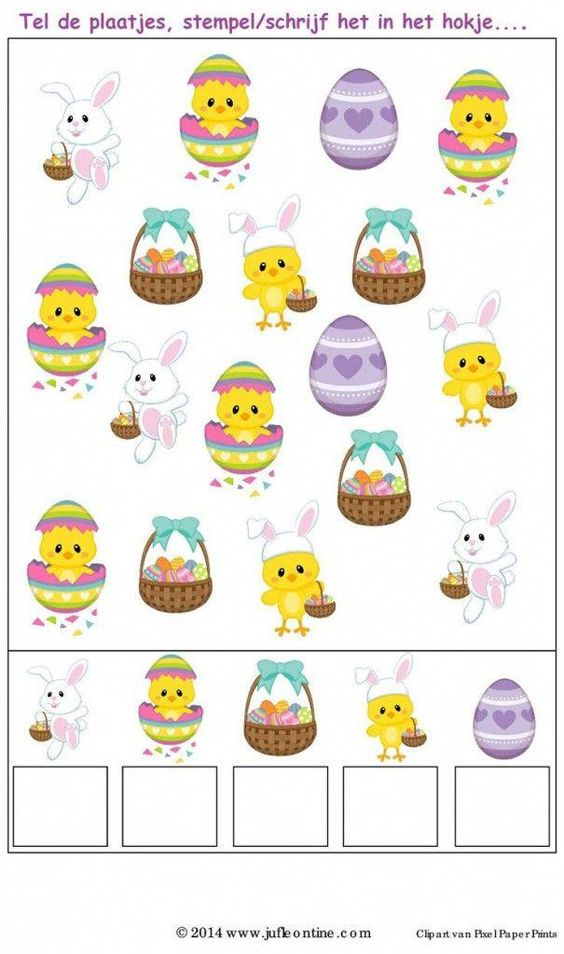 Tel de plaatjes, stempel/schrijf het in het hokje....
© 2014 www.jufleontine.com
Clipart van Pixel Paper Prints